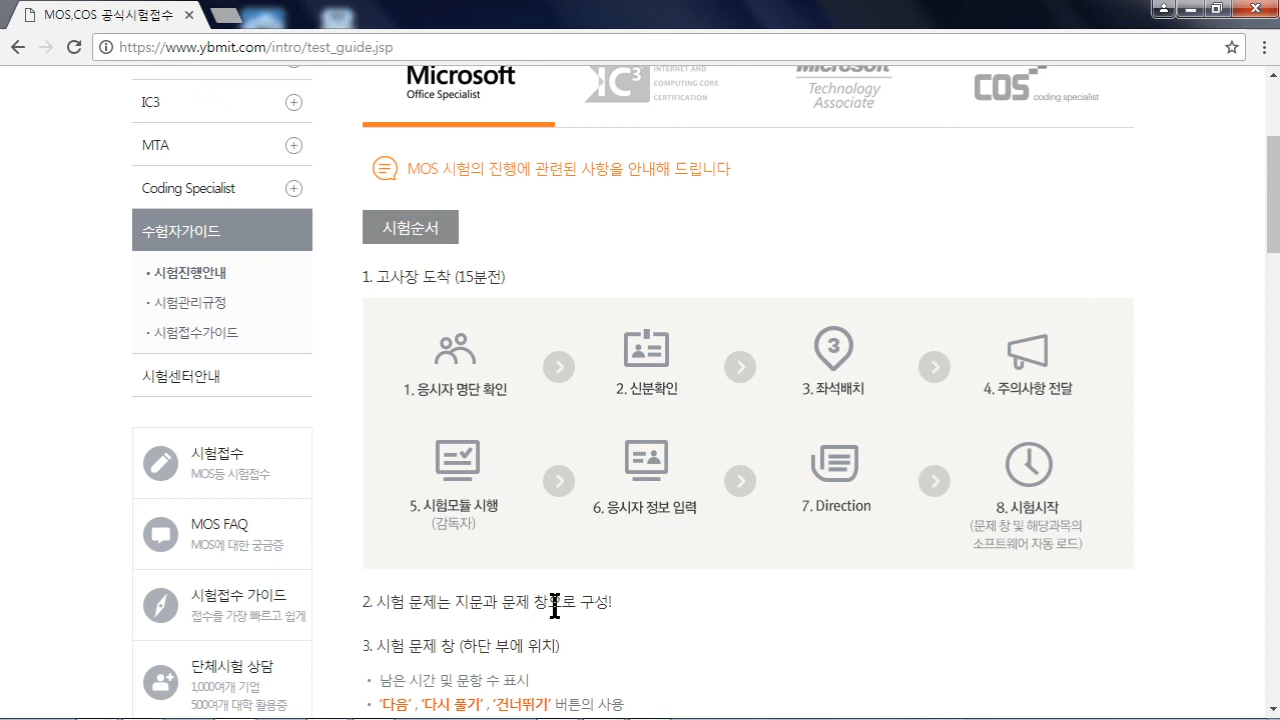 MOS,COS 공식시험접수
https://www.ybmit.com/intro/test_guide.jsp
Microsoft
Office Specialist
IC3
INTERNET AND
COMPUTING CORE
CERTIFICATION
Microsoft
Technology
Associate
COS coding specialist
IC3
MTA
Coding Specialist
수험자가이드
· 시험진행안내
· 시험관리규정
· 시험접수가이드
시험센터안내
시험접수
MOS등 시험접수
MOS FAQ
MOS에 대한 궁금증
시험접수 가이드
접수를 가장 빠르고 쉽게
단체시험 상담
1,000여개 기업
500여개 대학 활용중
MOS 시험의 진행에 관련된 사항을 안내해 드립니다
시험순서
1. 고사장 도착 (15분전)
1. 응시자 명단 확인
2. 신분확인
3
3. 좌석배치
4. 주의사항 전달
5. 시험모듈 시행
(감독자)
6. 응시자 정보 입력
7. Direction
8. 시험시작
(문제 창 및 해당과목의
소프트웨어 자동 로드)
2. 시험 문제는 지문과 문제 창으로 구성!
3. 시험 문제 창 (하단 부에 위치)
· 남은 시간 및 문항 수 표시
· '다음' , '다시 풀기' , '건너뛰기' 버튼의 사용